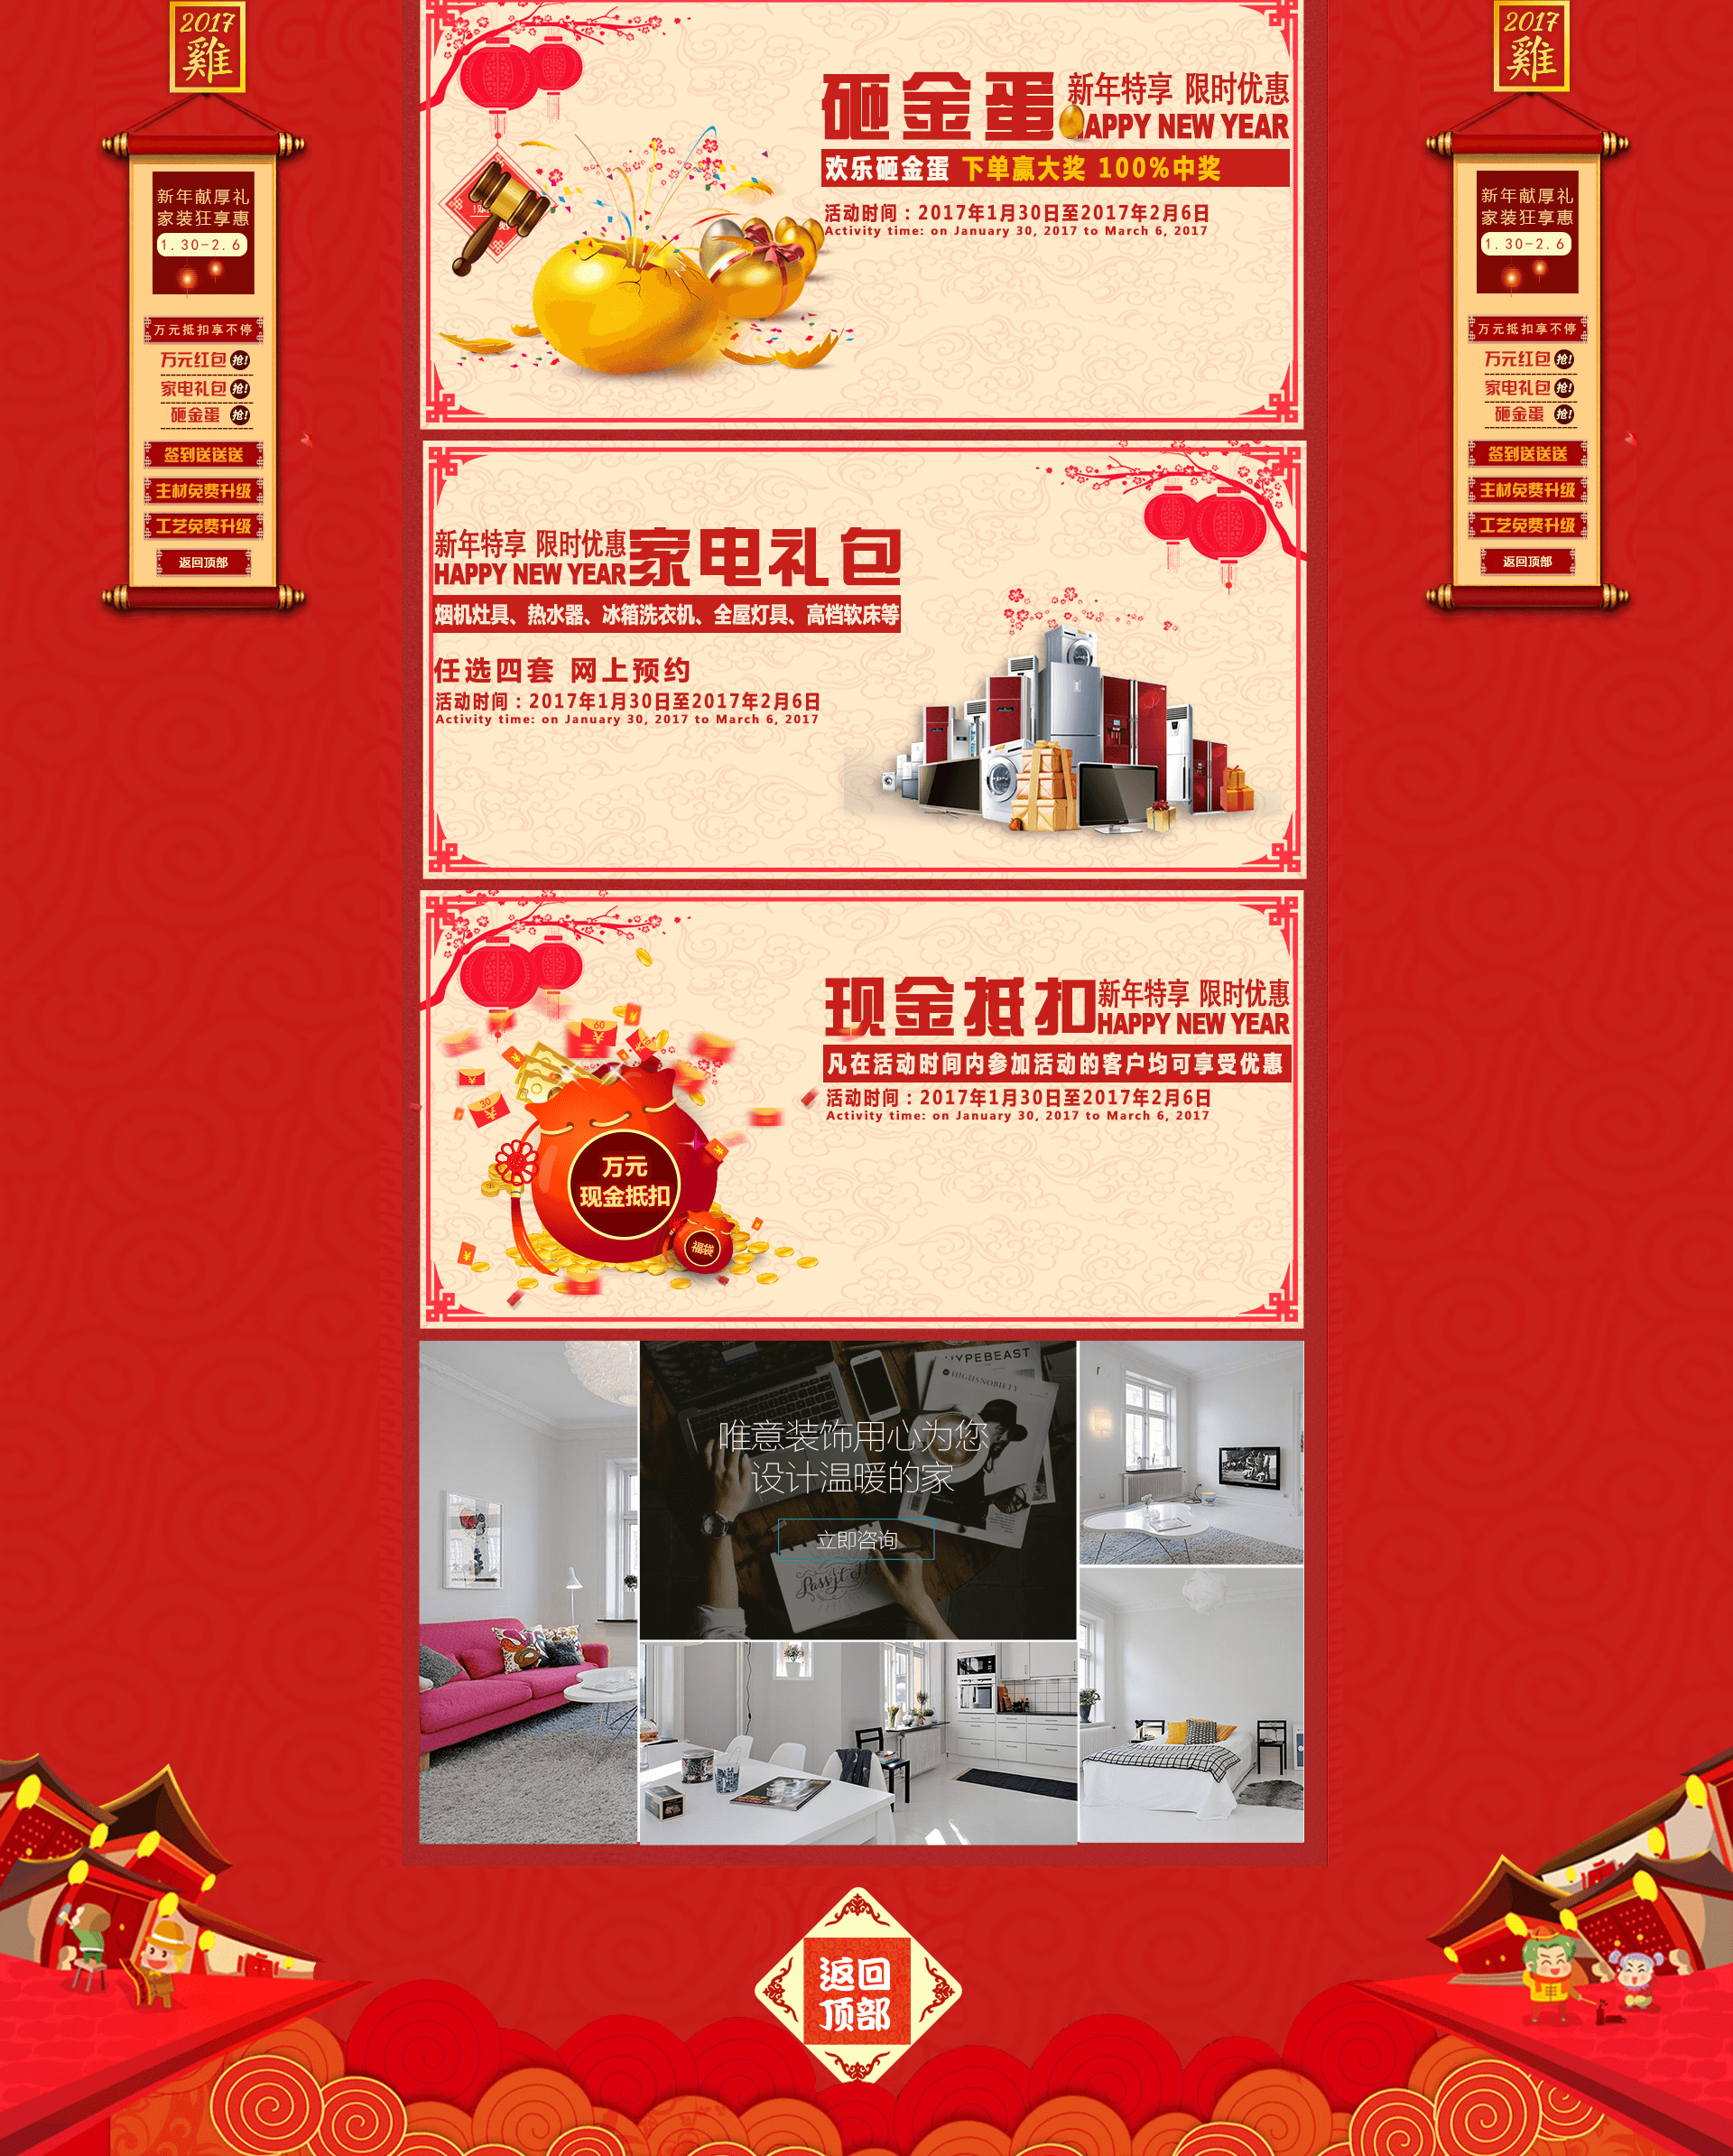 2017
雞
新年献厚礼
家装狂享惠
1.30-2.6
万元抵扣享不停
万元红包 抢!
家电礼包 抢!
砸金蛋 抢!
签到送送送
主材免费升级
工艺免费升级
返回顶部
砸金蛋
新年特享 限时优惠
HAPPY NEW YEAR
欢乐砸金蛋 下单赢大奖 100%中奖
活动时间：2017年1月30日至2017年2月6日
Activity time: on January 30, 2017 to March 6, 2017
2017
雞
新年献厚礼
家装狂享惠
1.30-2.6
万元抵扣享不停
万元红包 抢!
家电礼包 抢!
砸金蛋 抢!
签到送送送
主材免费升级
工艺免费升级
返回顶部
新年特享 限时优惠
HAPPY NEW YEAR
家电礼包
烟机灶具、热水器、冰箱洗衣机、全屋灯具、高档软床等
任选四套 网上预约
活动时间：2017年1月30日至2017年2月6日
Activity time: on January 30, 2017 to March 6, 2017
现金抵扣
新年特享 限时优惠
HAPPY NEW YEAR
凡在活动时间内参加活动的客户均可享受优惠
活动时间：2017年1月30日至2017年2月6日
Activity time: on January 30, 2017 to March 6, 2017
60
30
万元
现金抵扣
福袋
HYPEBEAST
HIGHSNOBIETY
唯意装饰用心为您
设计温暖的家
立即咨询
返回
顶部